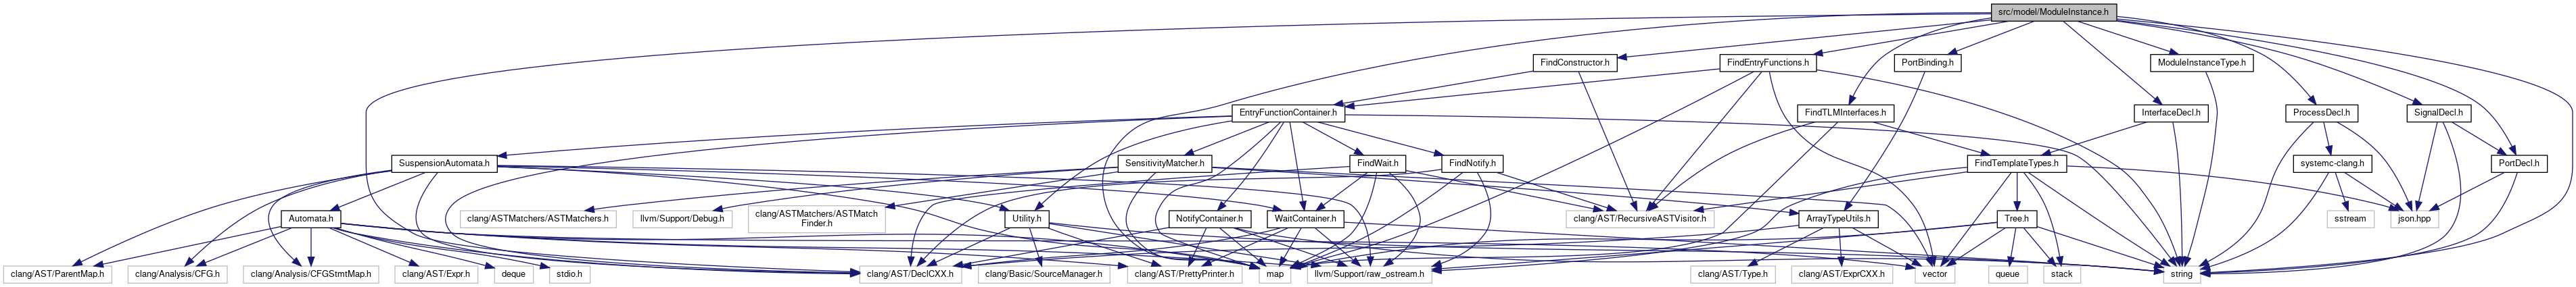 src/model/ModuleInstance.h
FindConstructor.h
FindEntryFunctions.h
PortBinding.h
ModuleInstanceType.h
EntryFunctionContainer.h
FindTLMInterfaces.h
InterfaceDecl.h
ProcessDecl.h
SignalDecl.h
SuspensionAutomata.h
SensitivityMatcher.h
FindWait.h
FindNotify.h
FindTemplateTypes.h
systemc-clang.h
PortDecl.h
Automata.h
clang/ASTMatchers/ASTMatchers.h
llvm/Support/Debug.h
clang/ASTMatchers/ASTMatch
Finder.h
Utility.h
NotifyContainer.h
WaitContainer.h
clang/AST/RecursiveASTVisitor.h
ArrayTypeUtils.h
Tree.h
sstream
json.hpp
clang/AST/ParentMap.h
clang/Analysis/CFG.h
clang/Analysis/CFGStmtMap.h
clang/AST/Expr.h
deque
stdio.h
clang/AST/DeclCXX.h
clang/Basic/SourceManager.h
clang/AST/PrettyPrinter.h
map
llvm/Support/raw_ostream.h
clang/AST/Type.h
clang/AST/ExprCXX.h
vector
queue
stack
string